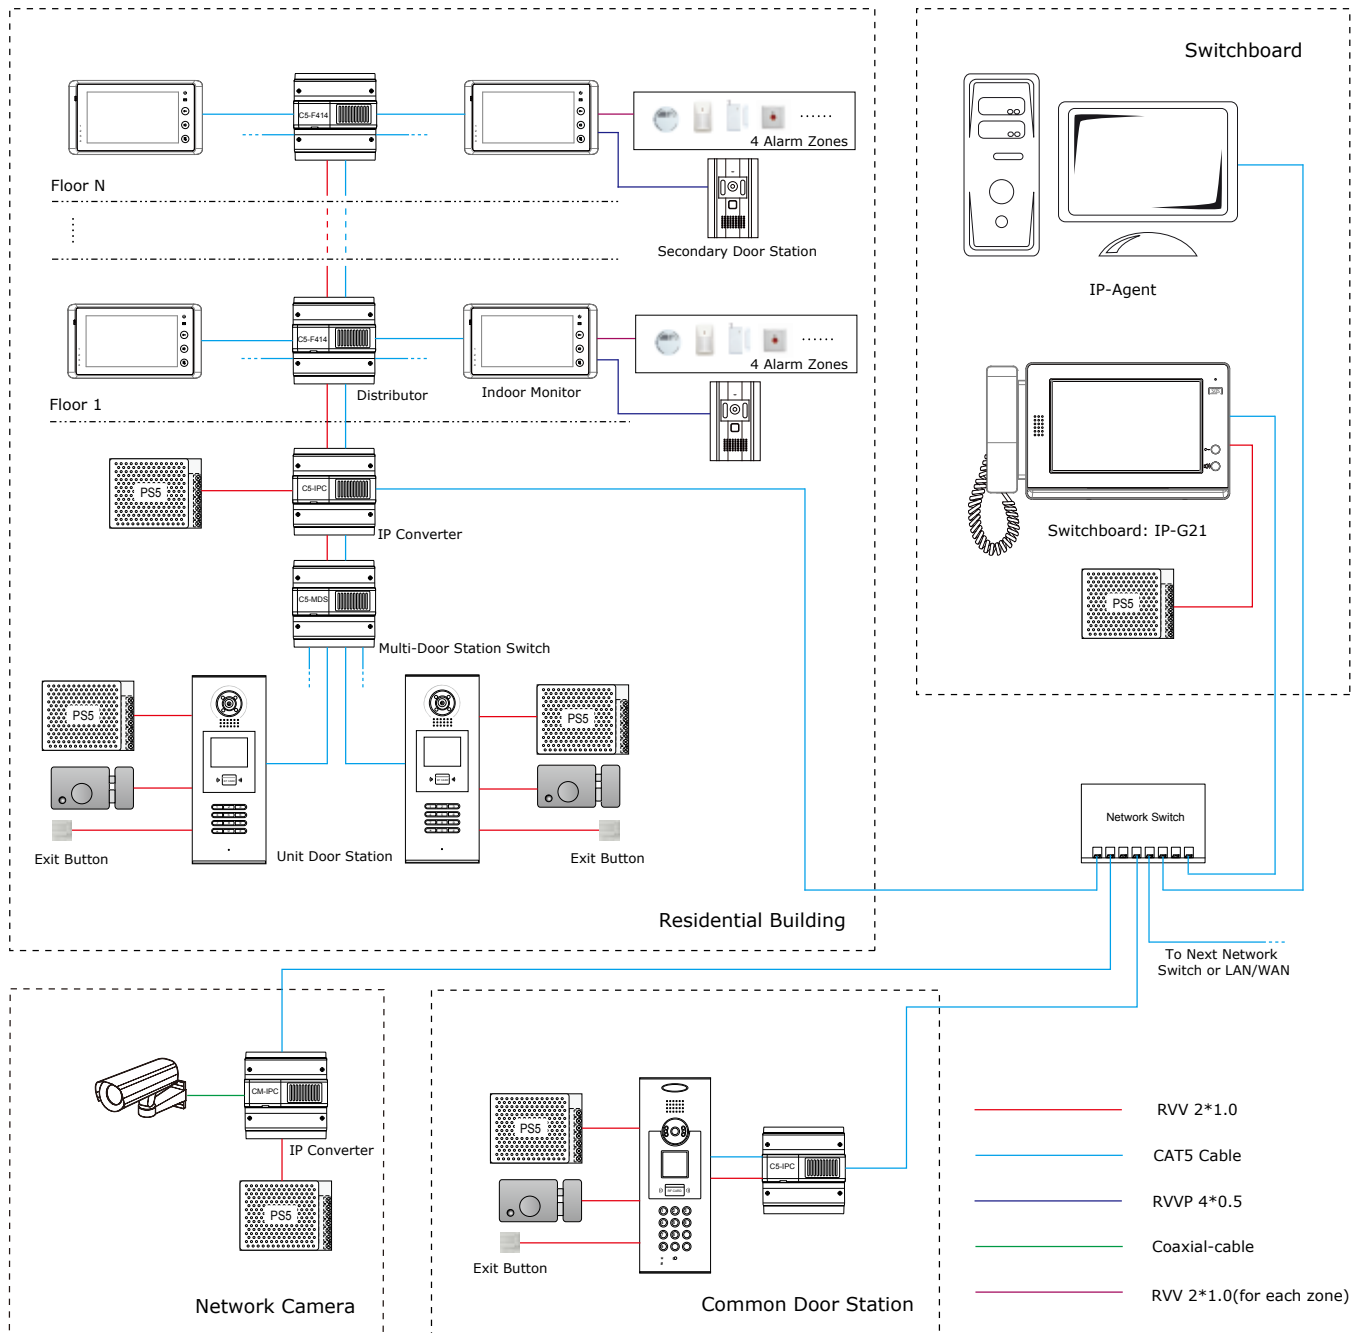 Switchboard
C5-F414
4 Alarm Zones
Floor N
Secondary Door Station
IP-Agent
C5-F414
4 Alarm Zones
Distributor
Indoor Monitor
Floor 1
PS5
C5-IPC
IP Converter
Switchboard: IP-G21
PS5
C5-MDS
Multi-Door Station Switch
PS5
PS5
Exit Button
Unit Door Station
Exit Button
Network Switch
Residential Building
To Next Network
Switch or LAN/WAN
CM-IPC
IP Converter
PS5
Network Camera
PS5
C5-IPC
Exit Button
Common Door Station
RVV 2*1.0
CAT5 Cable
RVVP 4*0.5
Coaxial-cable
RVV 2*1.0(for each zone)